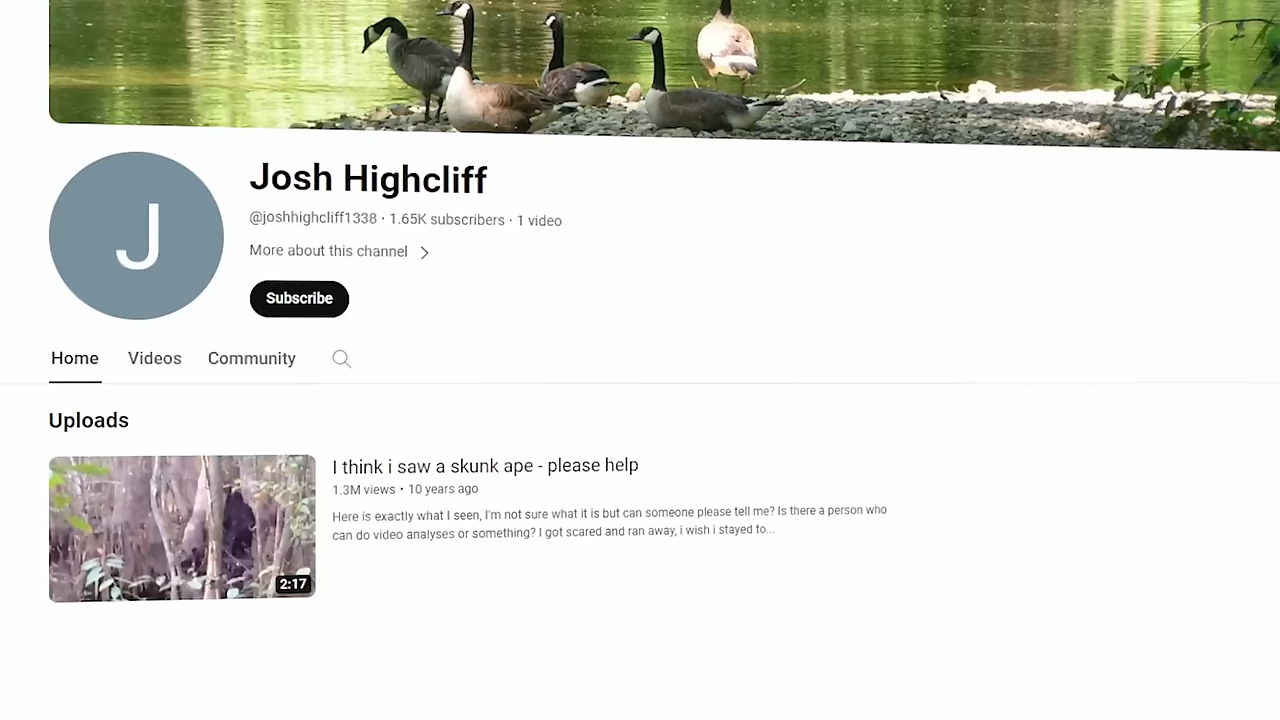 J
Josh Highcliff
@joshhighcliff1338 · 1.65K subscribers · 1 video
More about this channel
Subscribe
Home Videos Community
Uploads
2:17
I think i saw a skunk ape - please help
1.3M views • 10 years ago
Here is exactly what I seen, I'm not sure what it is but can someone please tell me? Is there a person who
can do video analyses or something? I got scared and ran away, i wish i stayed to...